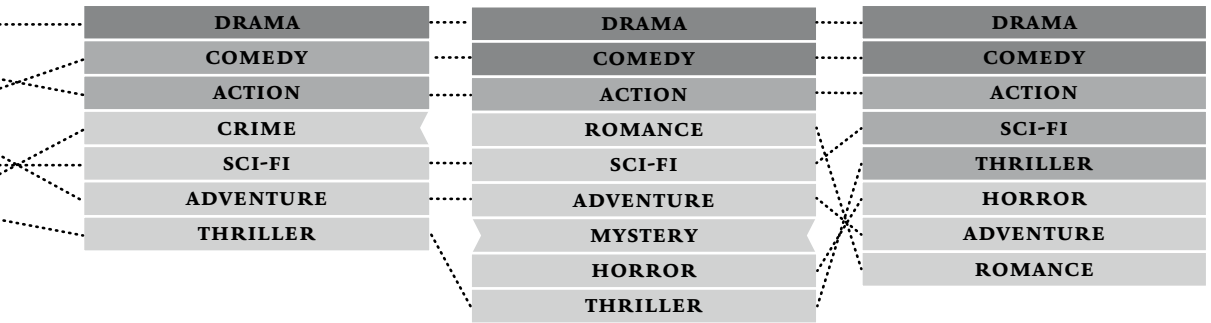 DRAMA
COMEDY
ACTION
CRIME
SCI-FI
ADVENTURE
THRILLER
DRAMA
COMEDY
ACTION
ROMANCE
SCI-FI
ADVENTURE
MYSTERY
HORROR
THRILLER
DRAMA
COMEDY
ACTION
SCI-FI
THRILLER
HORROR
ADVENTURE
ROMANCE